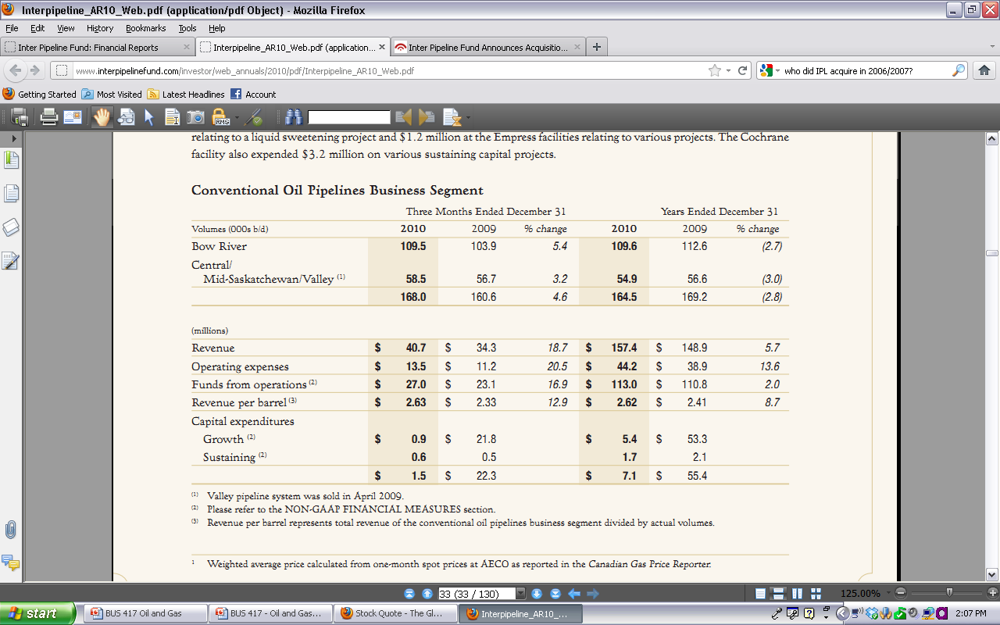 Interpipeline_AR10_Web.pdf (application/pdf Object) - Mozilla Firefox
File Edit View History Bookmarks Tools Help
Inter Pipeline Fund: Financial Reports Interpipeline_AR10_Web.pdf (application... Inter Pipeline Fund Announces Acquisitio...
www.interpipelinefund.com/investor/web_annuals/2010/pdf/Interpipeline_AR10_Web.pdf who did IPL acquire in 2006/2007?
Getting Started Most Visited Latest Headlines Account
RMS
relating to a liquid sweetening project and $1.2 million at the Empress facilities relating to various projects. The Cochrane
facility also expended $3.2 million on various sustaining capital projects.
Conventional Oil Pipelines Business Segment
Three Months Ended December 31 Years Ended December 31
Volumes (000s b/d) 2010 2009 % change 2010 2009 % change
Bow River 109.5 103.9 5.4 109.6 112.6 (2.7)
Central/
Mid-Saskatchewan/Valley (1) 58.5 56.7 3.2 54.9 56.6 (3.0)
168.0 160.6 4.6 164.5 169.2 (2.8)
(millions)
Revenue $ 40.7 $ 34.3 18.7 $ 157.4 $ 148.9 5.7
Operating expenses $ 13.5 $ 11.2 20.5 $ 44.2 $ 38.9 13.6
Funds from operations (2) $ 27.0 $ 23.1 16.9 $ 113.0 $ 110.8 2.0
Revenue per barrel (3) $ 2.63 $ 2.33 12.9 $ 2.62 $ 2.41 8.7
Capital expenditures
Growth (2) $ 0.9 $ 21.8 $ 5.4 $ 53.3
Sustaining (2) 0.6 0.5 1.7 2.1
$ 1.5 $ 22.3 $ 7.1 $ 55.4
(1) Valley pipeline system was sold in April 2009.
(2) Please refer to the NON-GAAP FINANCIAL MEASURES section.
(3) Revenue per barrel represents total revenue of the conventional oil pipelines business segment divided by actual volumes.
1 Weighted average price calculated from one-month spot prices at AECO as reported in the Canadian Gas Price Reporter.
33 (33 / 130) 125.00%
start BUS 417 Oil and Gas BUS 417 - Oil and Gas... Stock Quote - The Gl... Interpipeline_AR10_... 2:07 PM